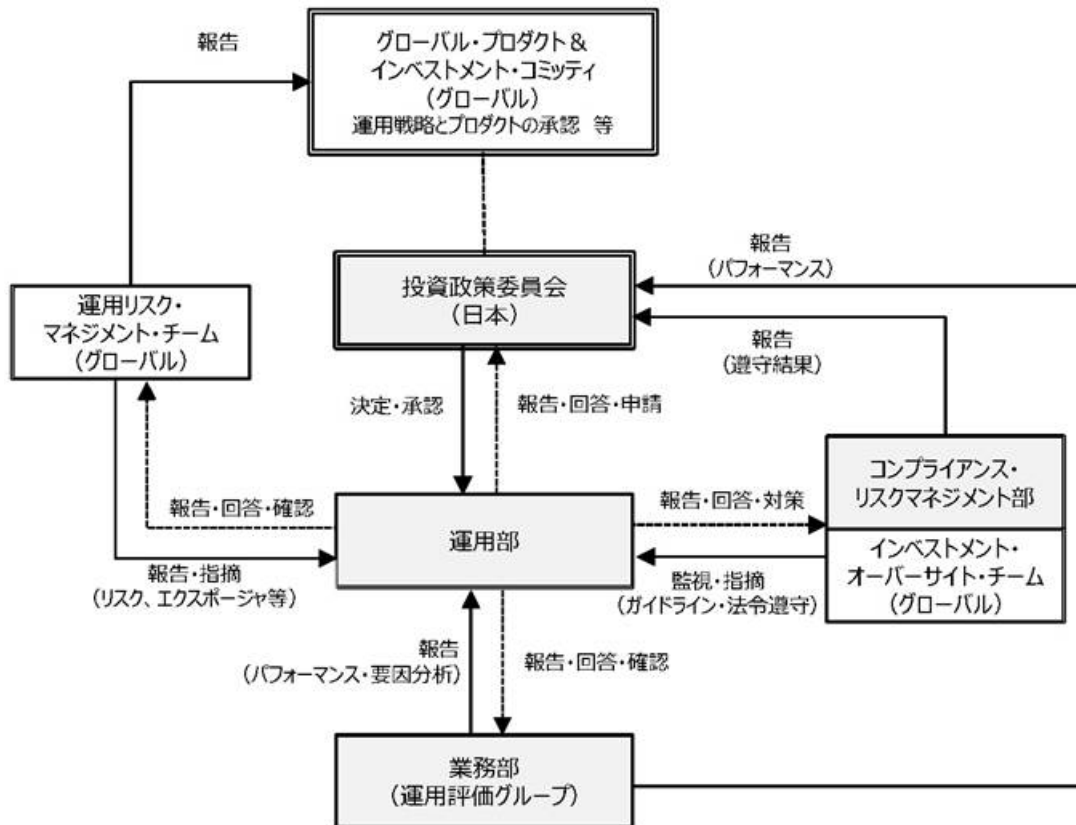 報告
グローバル・プロダクト＆
インベストメント・コミッティ
（グローバル）
運用戦略とプロダクトの承認 等
報告
（パフォーマンス）
投資政策委員会
（日本）
運用リスク・
マネジメント・チーム
（グローバル）
報告
（遵守結果）
決定・承認
報告・回答・申請
コンプライアンス・
リスクマネジメント部
インベストメント・
オーバーサイト・チーム
（グローバル）
報告・回答・確認
運用部
報告・回答・対策
報告・指摘
（リスク、エクスポージャ等）
監視・指摘
（ガイドライン・法令遵守）
報告
（パフォーマンス・要因分析）
報告・回答・確認
業務部
（運用評価グループ）